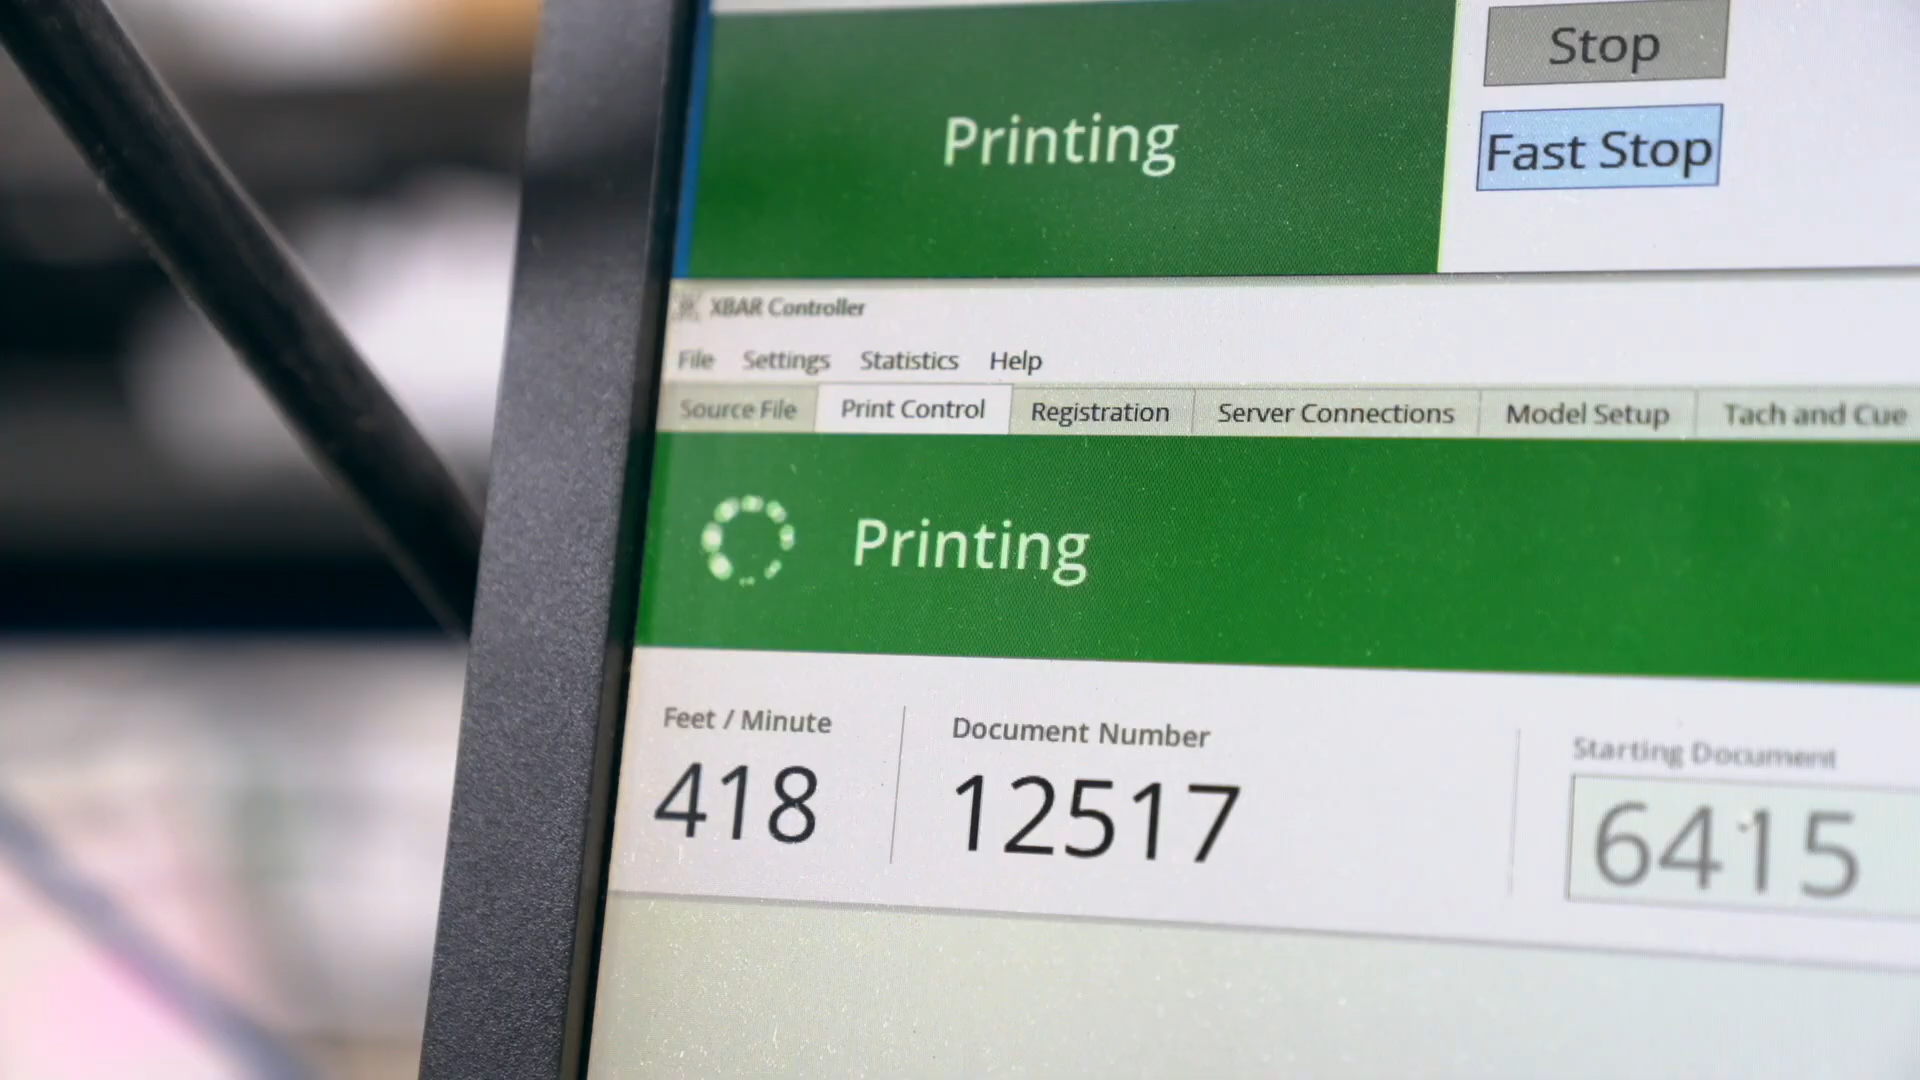 Stop
Printing
Fast Stop
XBAR Controller
File Settings Statistics Help
Source File Print Control Registration Server Connections Model Setup Tach and Cue
Printing
Feet / Minute Document Number Starting Document
418 12517 6415